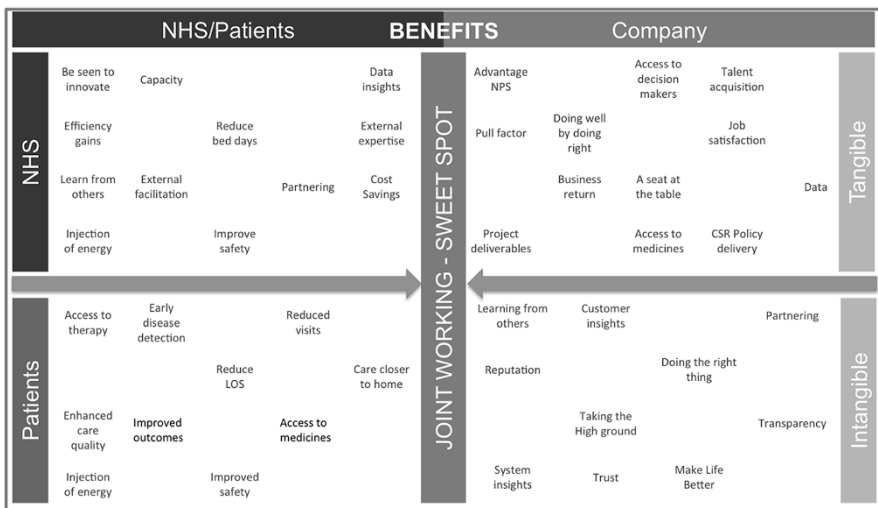 NHS/Patients BENEFITS Company
NHS
Be seen to
innovate
Capacity
Data
insights
Efficiency
gains
Reduce
bed days
External
expertise
Learn from
others
External
facilitation
Partnering
Cost
Savings
Injection
of energy
Improve
safety
JOINT WORKING - SWEET SPOT
Advantage
NPS
Access to
decision
makers
Talent
acquisition
Pull factor
Doing well
by doing
right
Job
satisfaction
Business
return
A seat at
the table
Data
Project
deliverables
Access to
medicines
CSR Policy
delivery
Tangible
Patients
Access to
therapy
Early
disease
detection
Reduced
visits
Reduce
LOS
Care closer
to home
Enhanced
care
quality
Improved
outcomes
Access to
medicines
Injection
of energy
Improved
safety
Learning from
others
Customer
insights
Partnering
Reputation
Doing the right
thing
Taking the
High ground
Transparency
System
insights
Trust
Make Life
Better
Intangible